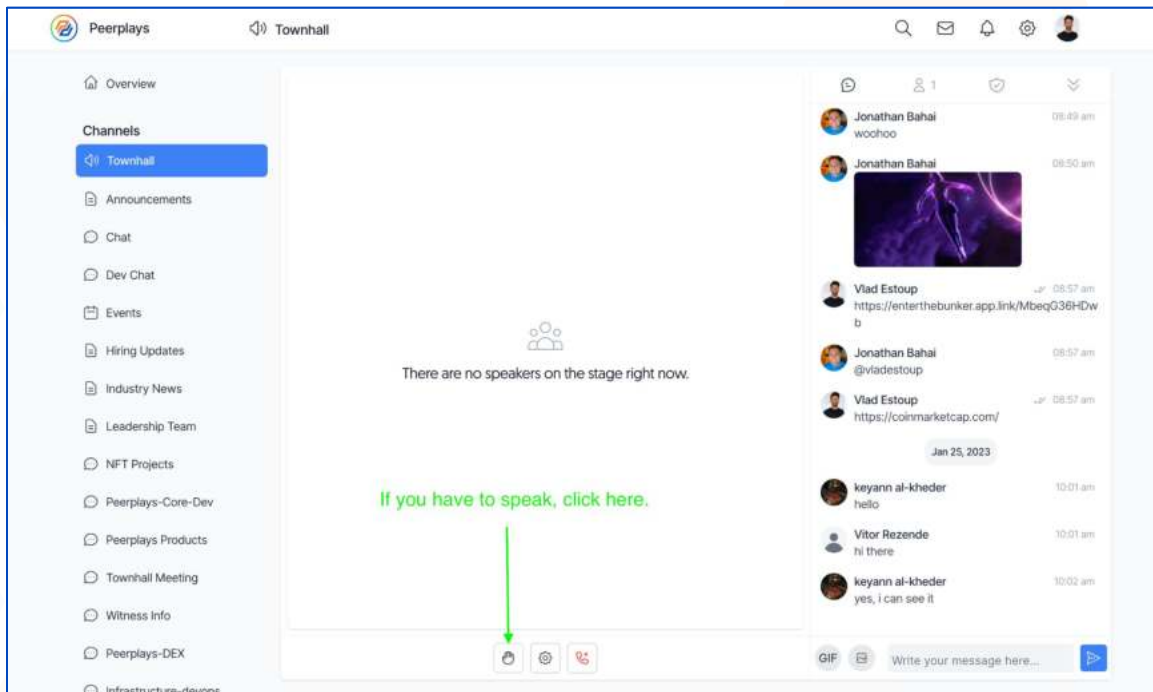 Peerplays
Townhall
Overview
Channels
Townhall
Announcements
Chat
Dev Chat
Events
Hiring Updates
Industry News
Leadership Team
NFT Projects
Peerplays-Core-Dev
Peerplays Products
Townhall Meeting
Witness Info
Peerplays-DEX
Infrastructure-devops
There are no speakers on the stage right now.
If you have to speak, click here.
1
Jonathan Bahai 08:49 am
woohoo
Jonathan Bahai 08:50 am
Vlad Estoup 08:57 am
https://enterthebunker.app.link/MbeqG36HDw
b
Jonathan Bahai 08:57 am
@vladestoup
Vlad Estoup 08:57 am
https://coinmarketcap.com/
Jan 25, 2023
keyann al-kheder 10:01 am
hello
Vitor Rezende 10:01 am
hi there
keyann al-kheder 10:02 am
yes, i can see it
GIF
Write your message here...